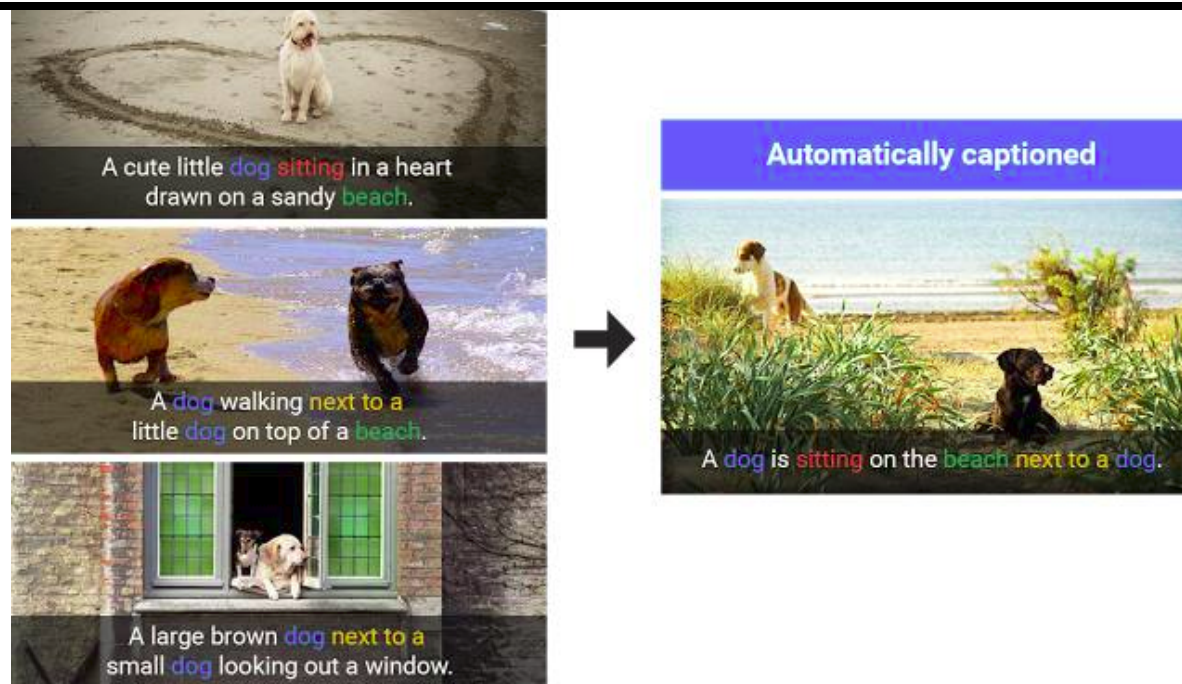 A cute little dog sitting in a heart
drawn on a sandy beach.
A dog walking next to a
little dog on top of a beach.
A large brown dog next to a
small dog looking out a window.
Automatically captioned
A dog is sitting on the beach next to a dog.